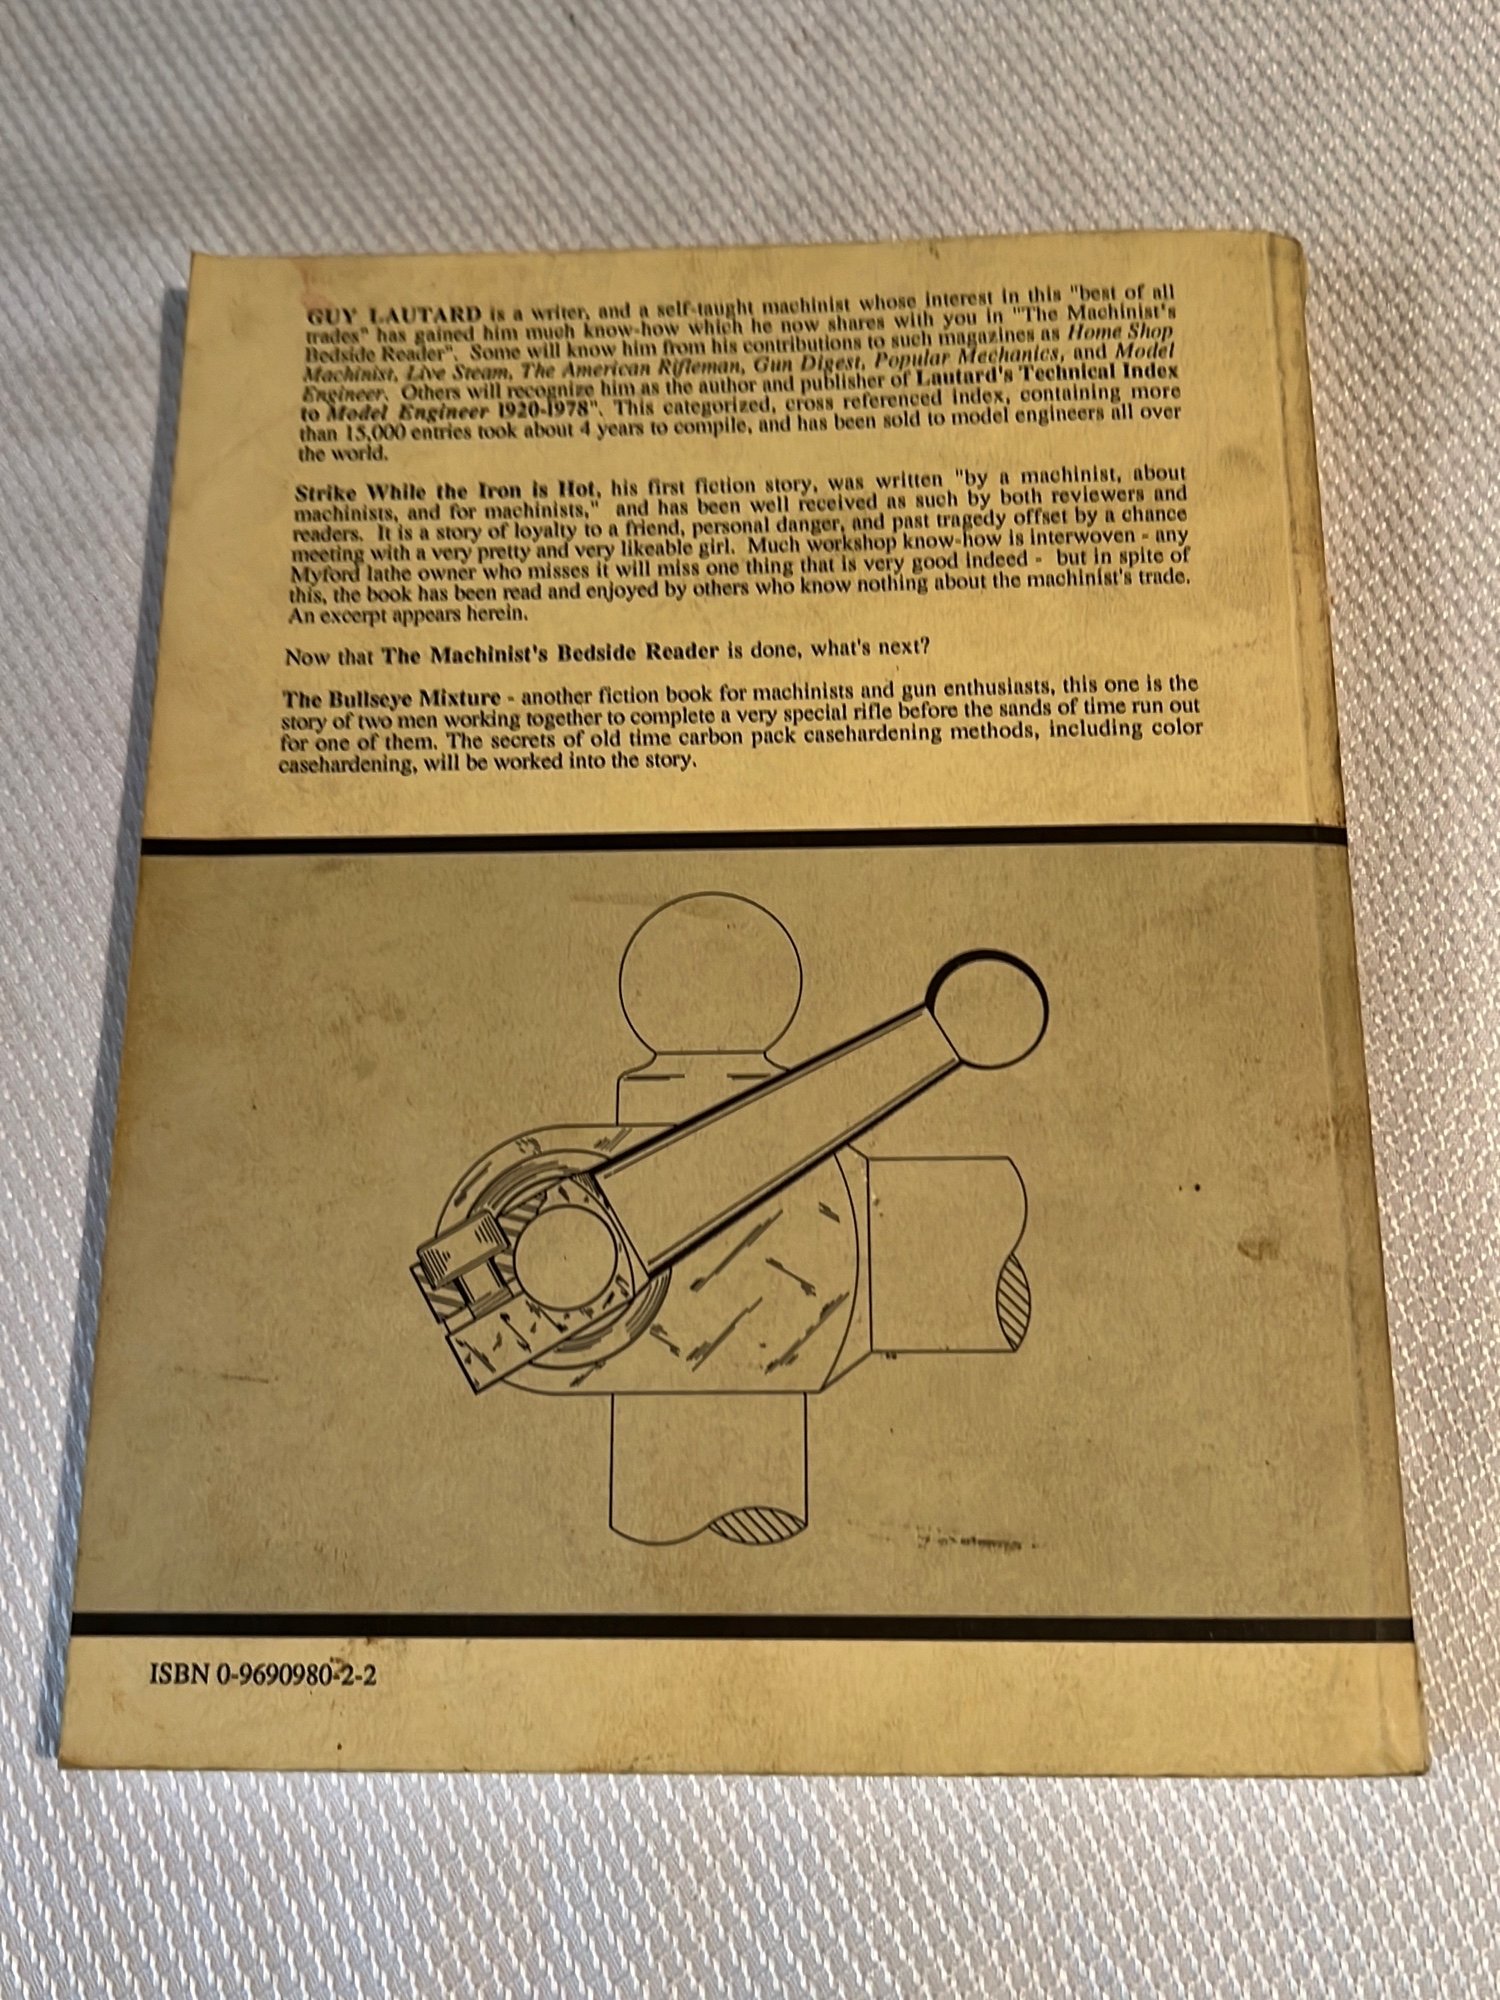 GUY LAUTARD is a writer, and a self-taught machinist whose interest in this "best of all
trades" has gained him much know-how which he now shares with you in "The Machinist's
Bedside Reader". Some will know him from his contributions to such magazines as Home Shop
Machinist, Live Steam, The American Rifleman, Gun Digest, Popular Mechanics, and Model
Engineer. Others will recognize him as the author and publisher of Lautard's Technical Index
to Model Engineer 1920-1978". This categorized, cross referenced index, containing more
than 15,000 entries took about 4 years to compile, and has been sold to model engineers all over
the world.
Strike While the Iron is Hot, his first fiction story, was written "by a machinist, about
machinists, and for machinists," and has been well received as such by both reviewers and
readers. It is a story of loyalty to a friend, personal danger, and past tragedy offset by a chance
meeting with a very pretty and very likeable girl. Much workshop know-how is interwoven - any
Myford lathe owner who misses it will miss one thing that is very good indeed - but in spite of
this, the book has been read and enjoyed by others who know nothing about the machinist's trade.
An excerpt appears herein.
Now that The Machinist's Bedside Reader is done, what's next?
The Bullseye Mixture - another fiction book for machinists and gun enthusiasts, this one is the
story of two men working together to complete a very special rifle before the sands of time run out
for one of them. The secrets of old time carbon pack casehardening methods, including color
casehardening, will be worked into the story.
ISBN 0-9690980-2-2